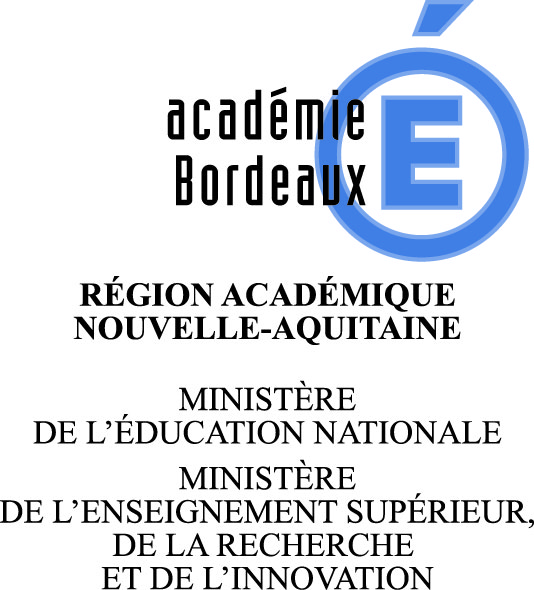 académie
Bordeaux
É
RÉGION ACADÉMIQUE
NOUVELLE-AQUITAINE
MINISTÈRE
DE L’ÉDUCATION NATIONALE
MINISTÈRE
DE L’ENSEIGNEMENT SUPÉRIEUR,
DE LA RECHERCHE
ET DE L’INNOVATION